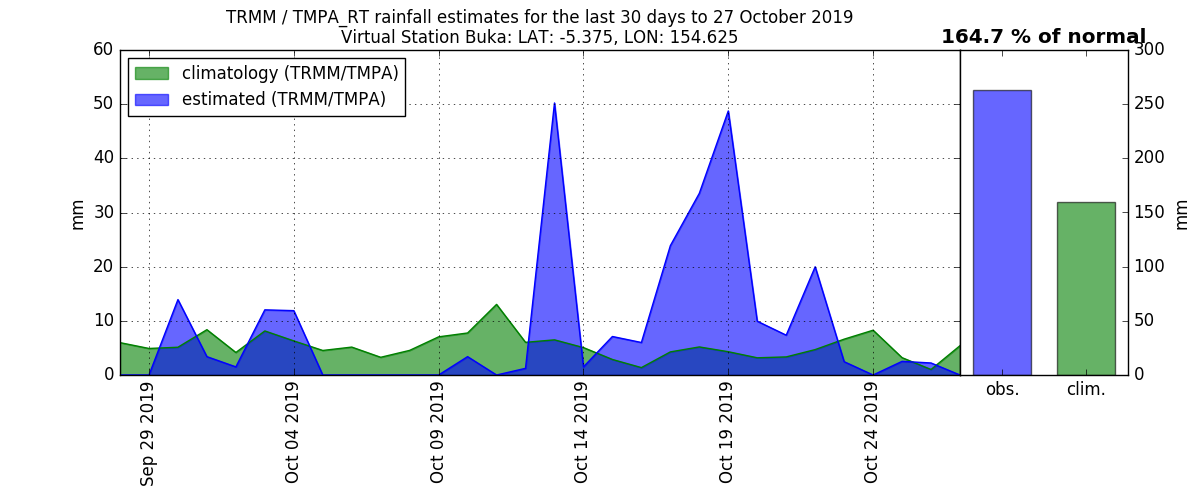 TRMM / TMPA_RT rainfall estimates for the last 30 days to 27 October 2019
Virtual Station Buka: LAT: -5.375, LON: 154.625
164.7 % of normal
climatology (TRMM/TMPA)
estimated (TRMM/TMPA)
60
50
40
30
20
10
0
mm
Sep 29 2019
Oct 04 2019
Oct 09 2019
Oct 14 2019
Oct 19 2019
Oct 24 2019
obs.
clim.
300
250
200
150
100
50
0
mm